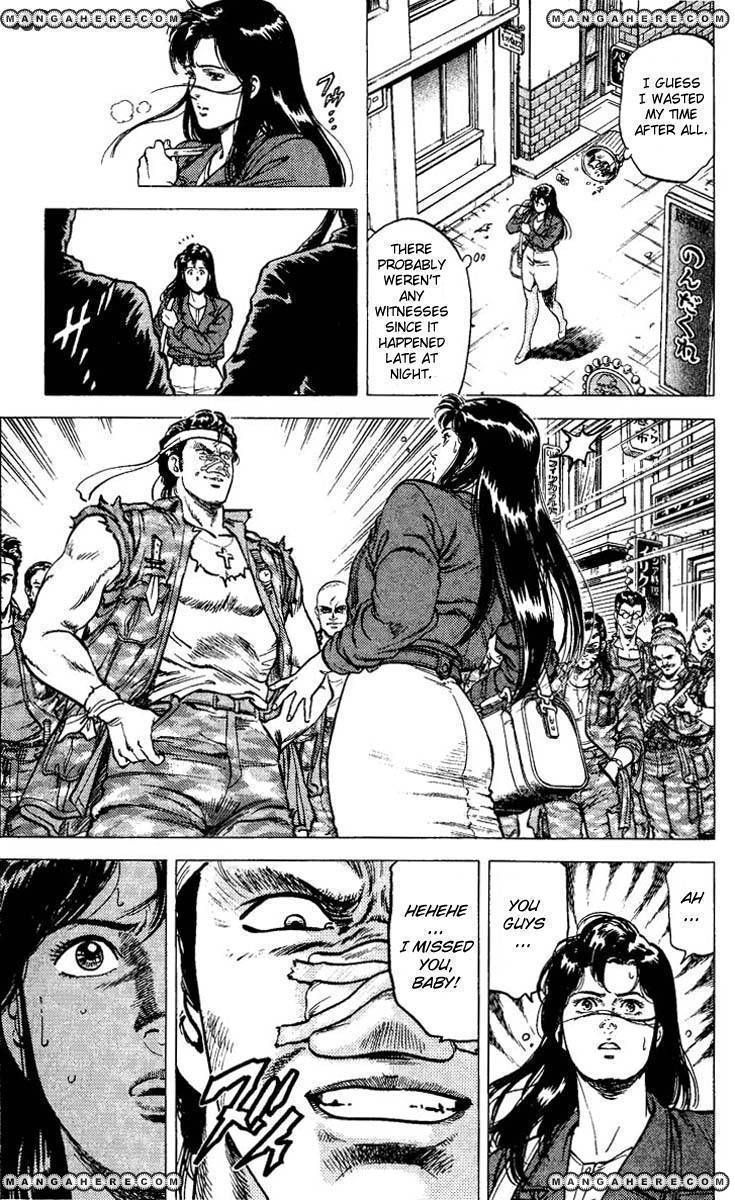 MANGAHERE.COM
MANGAHERE.COM
I GUESS
I WASTED
MY TIME
AFTER ALL.
THERE
PROBABLY
WEREN'T
ANY
WITNESSES
SINCE IT
HAPPENED
LATE AT
NIGHT.
のんだくれ
AH
...
YOU
GUYS
...
HEHEHE
...
I MISSED
YOU,
BABY!
MANGAHERE.COM
MANGAHERE.COM